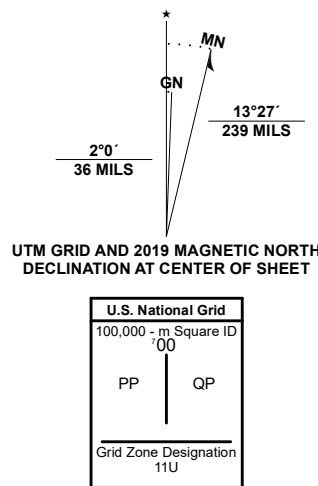 ★
MN
GN
13°27´
239 MILS
2°0´
36 MILS
UTM GRID AND 2019 MAGNETIC NORTH
DECLINATION AT CENTER OF SHEET
U.S. National Grid
100,000 - m Square ID
⁷00
PP QP
Grid Zone Designation
11U